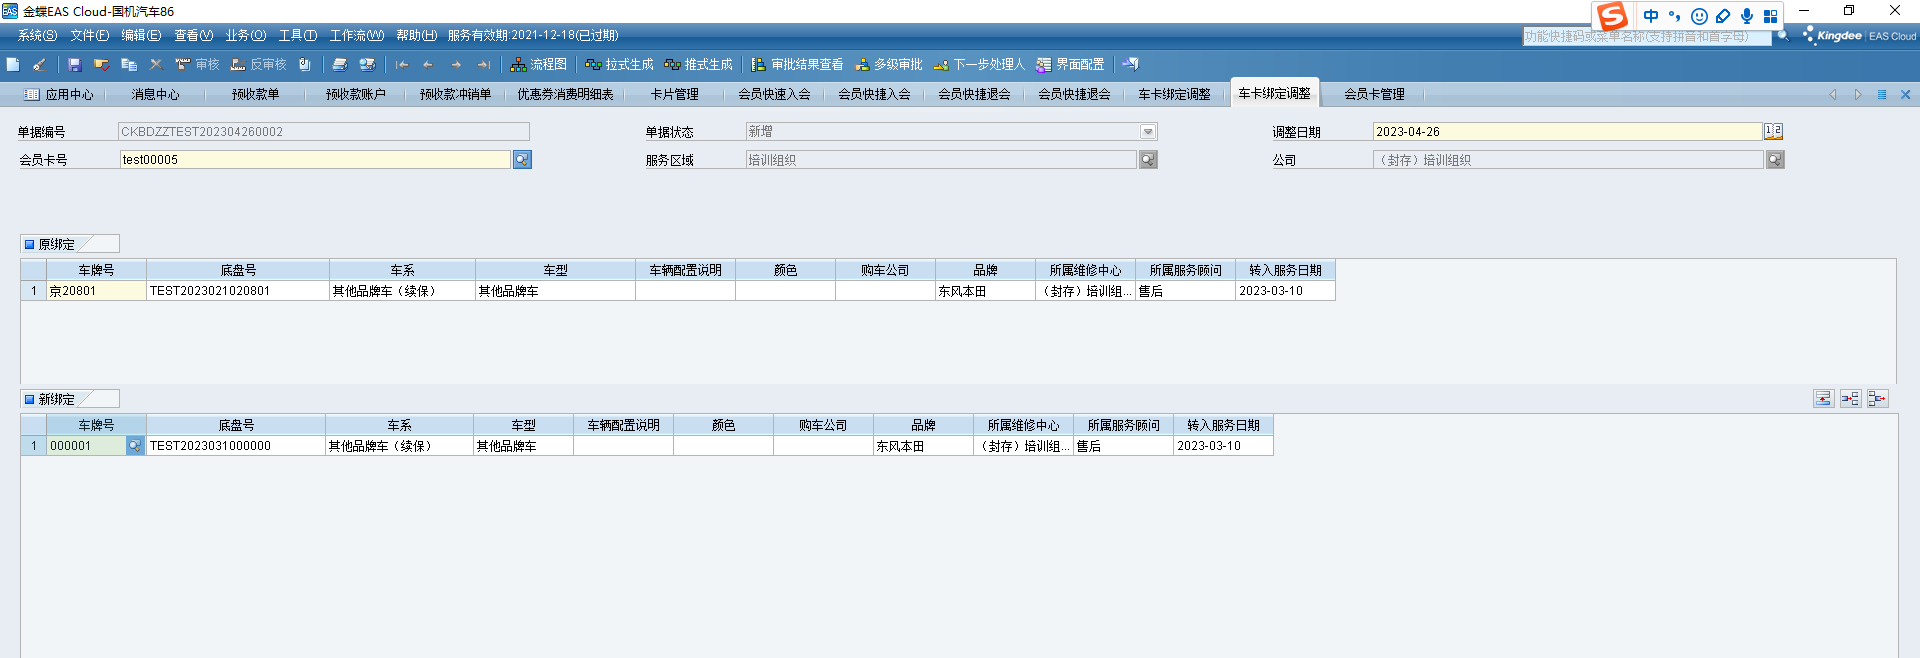 金蝶EAS Cloud-国机汽车86
中
系统(S) 文件(F) 编辑(E) 查看(V) 业务(O) 工具(T) 工作流(W) 帮助(H) 服务有效期:2021-12-18(已过期)
功能快捷码或菜单名称(支持拼音和首字母)
Kingdee EAS Cloud
审核 反审核 流程图 拉式生成 推式生成 审批结果查看 多级审批 下一步处理人 界面配置
应用中心 消息中心 预收款单 预收款账户 预收款冲销单 优惠券消费明细表 卡片管理 会员快速入会 会员快捷入会 会员快捷退会 会员快捷退会 车卡绑定调整 车卡绑定调整 会员卡管理
单据编号 CKBDZZTEST202304260002 单据状态 新增 调整日期 2023-04-26
会员卡号 test00005 服务区域 培训组织 公司 （封存）培训组织
原绑定
车牌号 底盘号 车系 车型 车辆配置说明 颜色 购车公司 品牌 所属维修中心 所属服务顾问 转入服务日期
1 京20801 TEST2023021020801 其他品牌车（续保） 其他品牌车 东风本田 （封存）培训组... 售后 2023-03-10
新绑定
车牌号 底盘号 车系 车型 车辆配置说明 颜色 购车公司 品牌 所属维修中心 所属服务顾问 转入服务日期
1 000001 TEST2023031000000 其他品牌车（续保） 其他品牌车 东风本田 （封存）培训组... 售后 2023-03-10